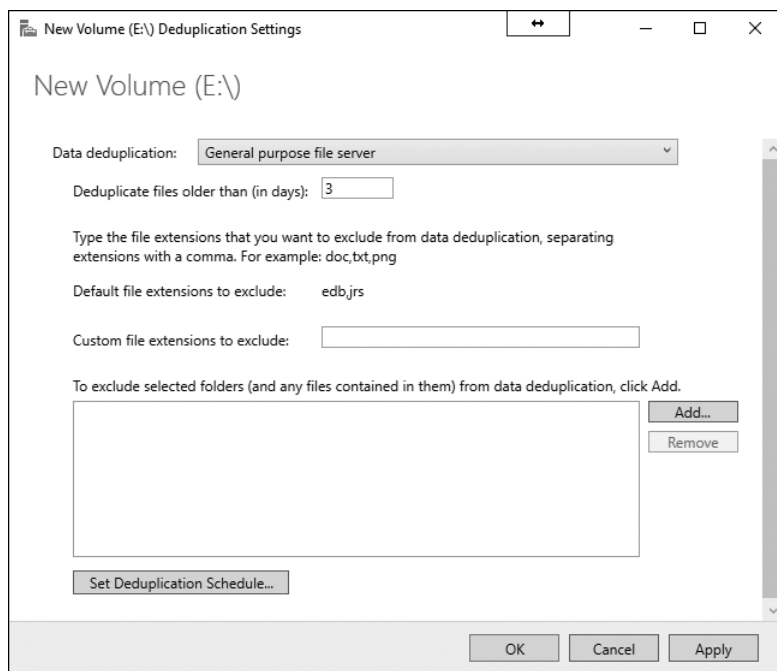 New Volume (E:\) Deduplication Settings
New Volume (E:\)
Data deduplication: General purpose file server
Deduplicate files older than (in days): 3
Type the file extensions that you want to exclude from data deduplication, separating
extensions with a comma. For example: doc,txt,png
Default file extensions to exclude: edb,jrs
Custom file extensions to exclude:
To exclude selected folders (and any files contained in them) from data deduplication, click Add.
Add...
Remove
Set Deduplication Schedule...
OK Cancel Apply